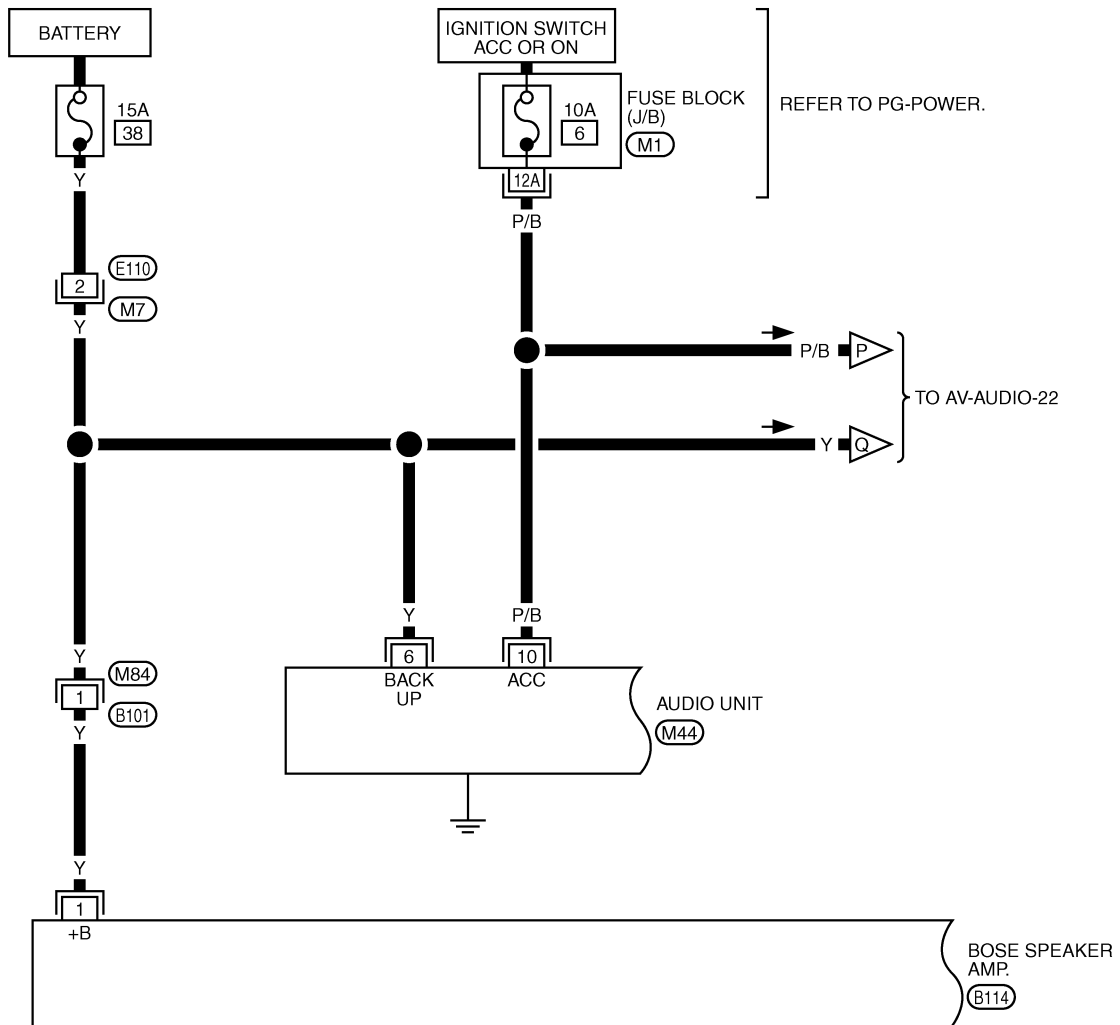 BATTERY
IGNITION SWITCH
ACC OR ON
15A
38
10A
6
FUSE BLOCK
(J/B)
M1
REFER TO PG-POWER.
12A
Y
P/B
2
E110
M7
Y
P/B
P
TO AV-AUDIO-22
Y
Q
Y
P/B
6
10
BACK
UP
ACC
AUDIO UNIT
M44
Y
1
M84
B101
Y
Y
1
+B
BOSE SPEAKER
AMP.
B114